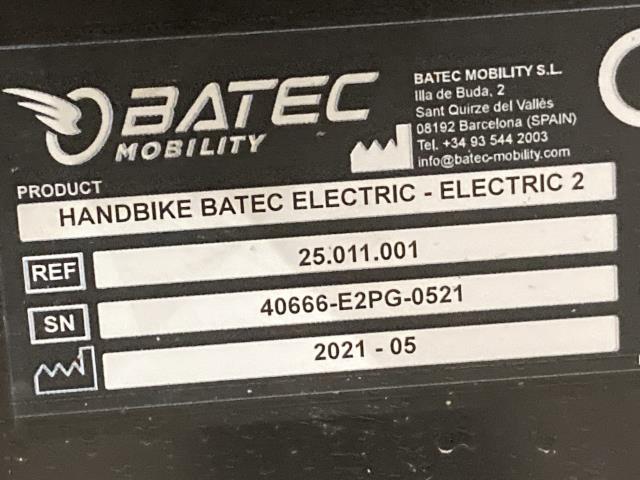 BATEC
MOBILITY
BATEC MOBILITY S.L.
Illa de Buda, 2
Sant Quirze del Vallès
08192 Barcelona (SPAIN)
Tel. +34 93 544 2003
info@batec-mobility.com
PRODUCT
HANDBIKE BATEC ELECTRIC - ELECTRIC 2
REF 25.011.001
SN 40666-E2PG-0521
2021 - 05